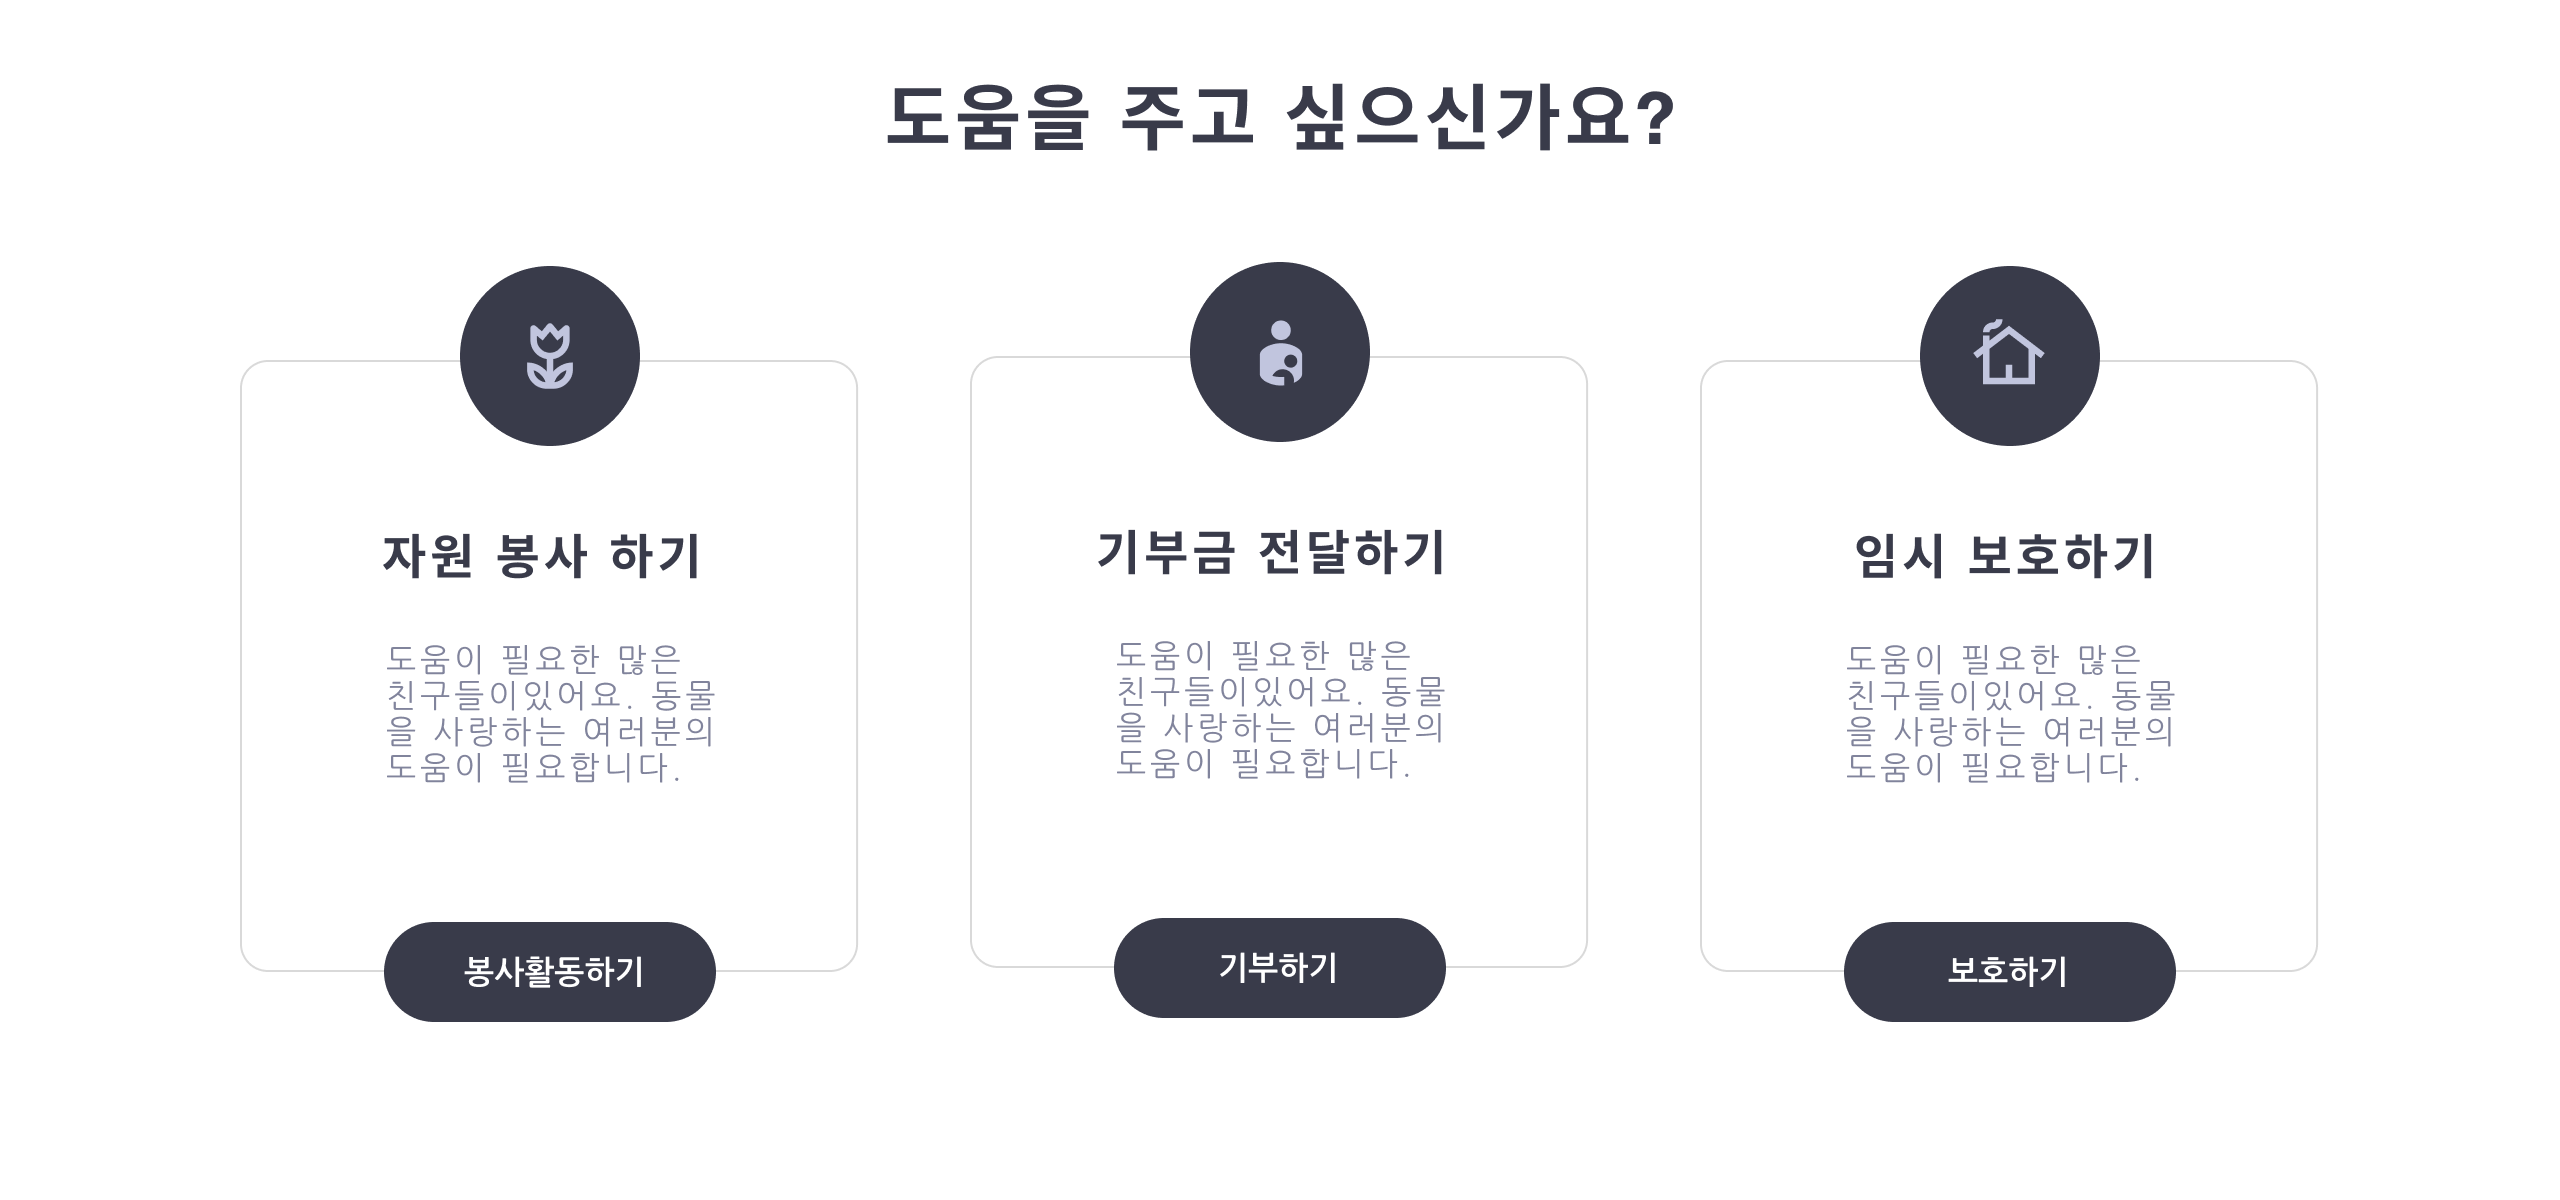 도움을 주고 싶으신가요?
자원 봉사 하기
도움이 필요한 많은
친구들이있어요. 동물
을 사랑하는 여러분의
도움이 필요합니다.
봉사활동하기
기부금 전달하기
도움이 필요한 많은
친구들이있어요. 동물
을 사랑하는 여러분의
도움이 필요합니다.
기부하기
임시 보호하기
도움이 필요한 많은
친구들이있어요. 동물
을 사랑하는 여러분의
도움이 필요합니다.
보호하기